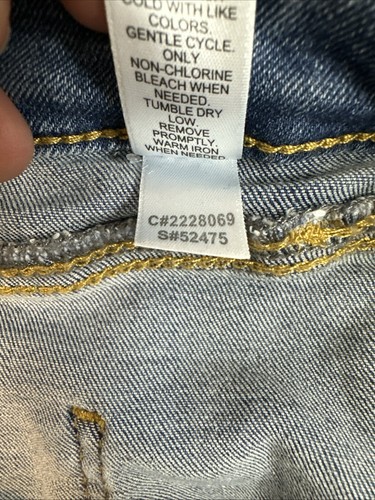 COLD WITH LIKE
COLORS.
GENTLE CYCLE.
ONLY
NON-CHLORINE
BLEACH WHEN
NEEDED.
TUMBLE DRY
LOW.
REMOVE
PROMPTLY.
WARM IRON
WHEN NEEDED
C#2228069
S#52475